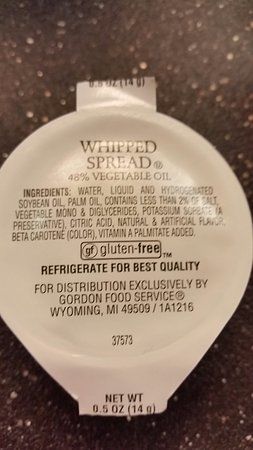 0.5 OZ (14 g)
WHIPPED
SPREAD ®
48% VEGETABLE OIL
INGREDIENTS: WATER, LIQUID AND HYDROGENATED
SOYBEAN OIL, PALM OIL, CONTAINS LESS THAN 2% OF SALT,
VEGETABLE MONO & DIGLYCERIDES, POTASSIUM SORBATE (A
PRESERVATIVE), CITRIC ACID, NATURAL & ARTIFICIAL FLAVOR,
BETA CAROTENE (COLOR), VITAMIN A PALMITATE ADDED.
gf gluten-free™
REFRIGERATE FOR BEST QUALITY
FOR DISTRIBUTION EXCLUSIVELY BY
GORDON FOOD SERVICE®
WYOMING, MI 49509 / 1A1216
37573
NET WT
0.5 OZ (14 g)